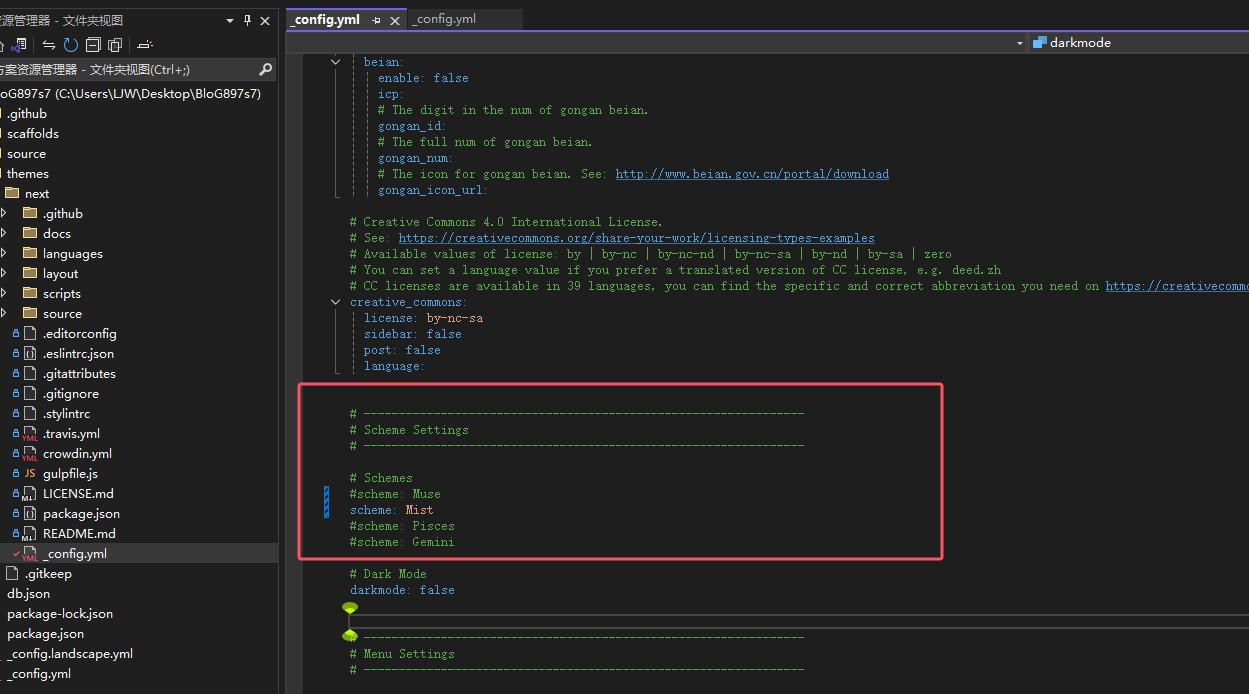 资源管理器 - 文件夹视图
方案资源管理器 - 文件夹视图(Ctrl+;)
oG897s7 (C:\Users\LJW\Desktop\BloG897s7)
.github
scaffolds
source
themes
next
.github
docs
languages
layout
scripts
source
.editorconfig
.eslintrc.json
.gitattributes
.gitignore
.stylintrc
.travis.yml
crowdin.yml
gulpfile.js
LICENSE.md
package.json
README.md
_config.yml
.gitkeep
db.json
package-lock.json
package.json
_config.landscape.yml
_config.yml
_config.yml
_config.yml
darkmode
beian:
enable: false
icp:
# The digit in the num of gongan beian.
gongan_id:
# The full num of gongan beian.
gongan_num:
# The icon for gongan beian. See: http://www.beian.gov.cn/portal/download
gongan_icon_url:
# Creative Commons 4.0 International License.
# See: https://creativecommons.org/share-your-work/licensing-types-examples
# Available values of license: by | by-nc | by-nc-nd | by-nc-sa | by-nd | by-sa | zero
# You can set a language value if you prefer a translated version of CC license, e.g. deed.zh
# CC licenses are available in 39 languages, you can find the specific and correct abbreviation you need on https://creativecommo
creative_commons:
license: by-nc-sa
sidebar: false
post: false
language:
# ---------------------------------------------------------------
# Scheme Settings
# ---------------------------------------------------------------
# Schemes
#scheme: Muse
scheme: Mist
#scheme: Pisces
#scheme: Gemini
# Dark Mode
darkmode: false
# ---------------------------------------------------------------
# Menu Settings
# ---------------------------------------------------------------